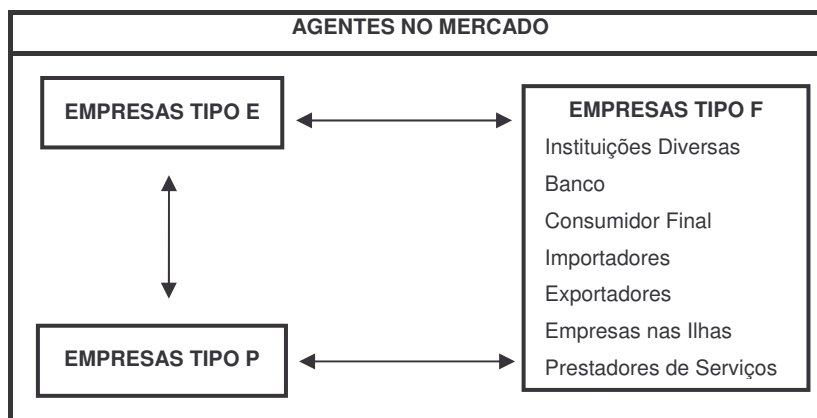 AGENTES NO MERCADO
EMPRESAS TIPO E
EMPRESAS TIPO F
Instituições Diversas
Banco
Consumidor Final
Importadores
Exportadores
Empresas nas Ilhas
Prestadores de Serviços
EMPRESAS TIPO P